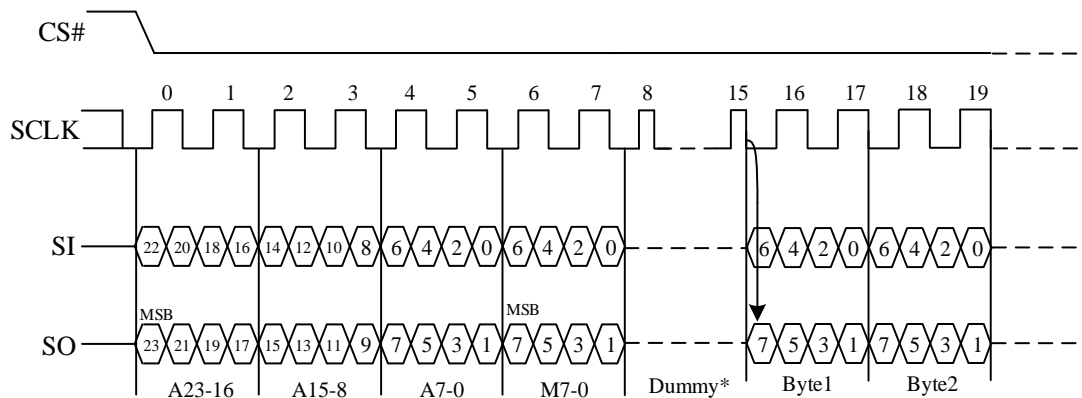 CS#
0 1 2 3 4 5 6 7 8 15 16 17 18 19
SCLK
SI 22 20 18 16 14 12 10 8 6 4 2 0 6 4 2 0 6 4 2 0 6 4 2 0
MSB MSB
SO 23 21 19 17 15 13 11 9 7 5 3 1 7 5 3 1 7 5 3 1 7 5 3 1
A23-16 A15-8 A7-0 M7-0 Dummy* Byte1 Byte2